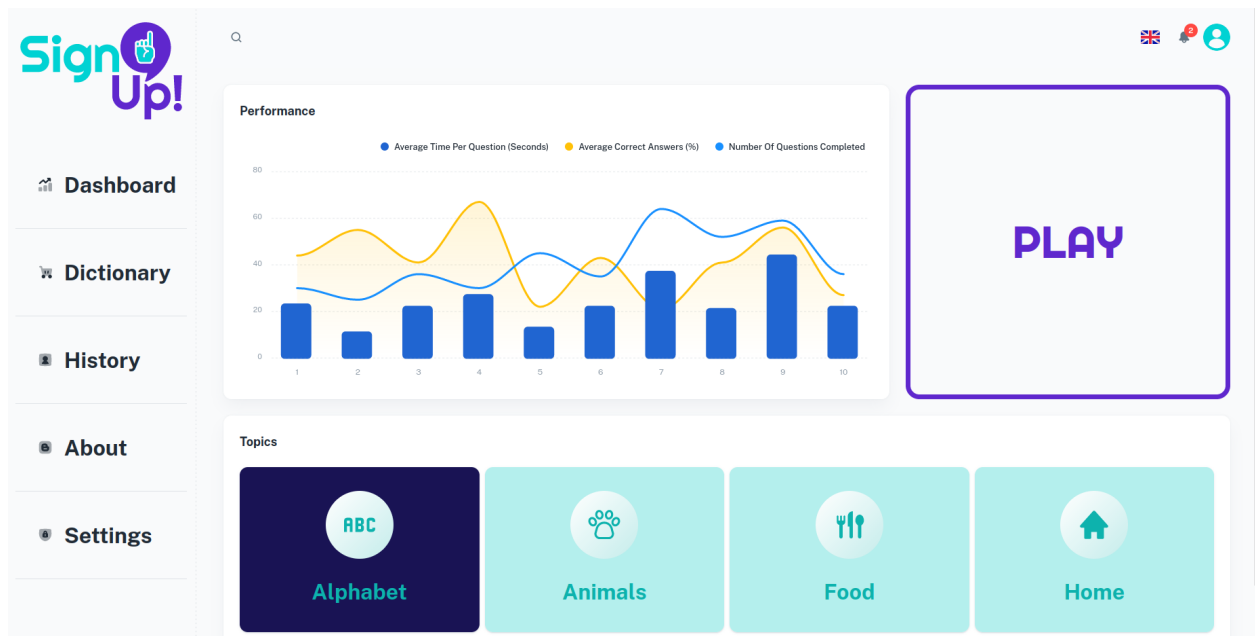 Sign
Up!
2
Dashboard
Dictionary
History
About
Settings
Performance
Average Time Per Question (Seconds) Average Correct Answers (%) Number Of Questions Completed
80
60
40
20
0
1 2 3 4 5 6 7 8 9 10
PLAY
Topics
ABC
Alphabet Animals Food Home